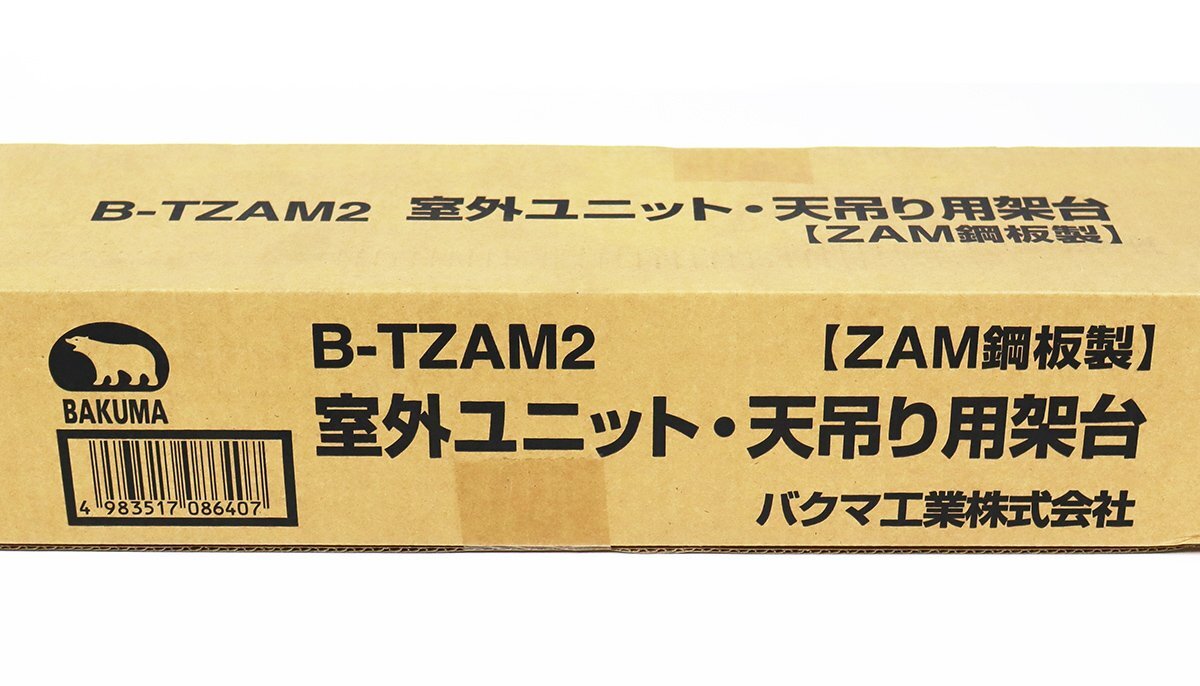 B-TZAM2 室外ユニット・天吊り用架台
【ZAM鋼板製】
B-TZAM2 【ZAM鋼板製】
室外ユニット・天吊り用架台
バクマ工業株式会社
BAKUMA
4 983517 086407